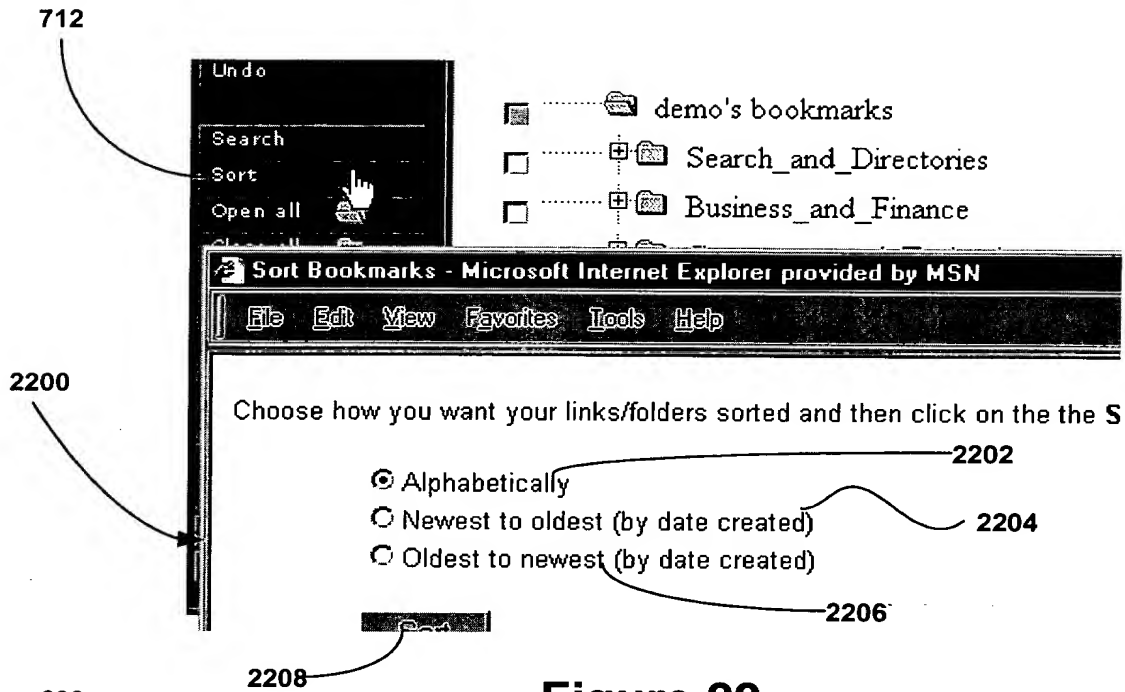 712
Undo
demo's bookmarks
Search
Search_and_Directories
Sort
Open all
Business_and_Finance
Sort Bookmarks - Microsoft Internet Explorer provided by MSN
File Edit View Favorites Tools Help
2200
Choose how you want your links/folders sorted and then click on the the S
2202
Alphabetically
Newest to oldest (by date created)
2204
Oldest to newest (by date created)
2206
Sort
2208